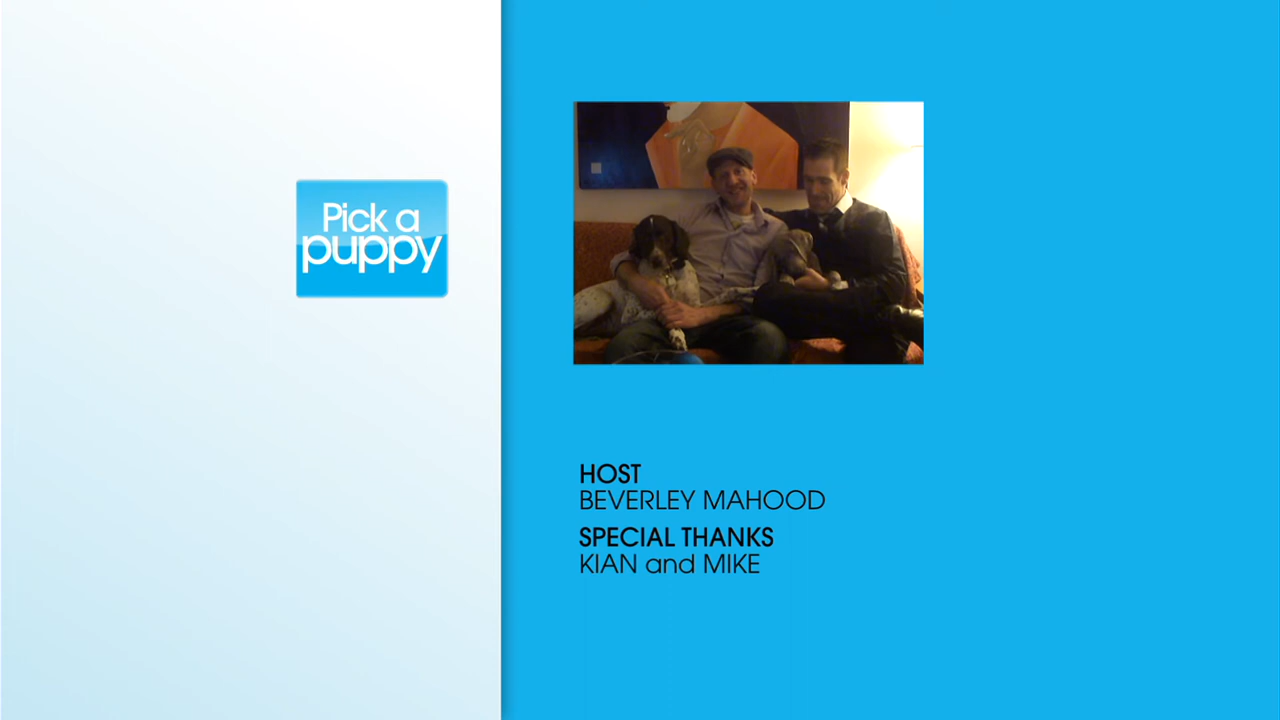 Pick a
puppy
HOST
BEVERLEY MAHOOD
SPECIAL THANKS
KIAN and MIKE